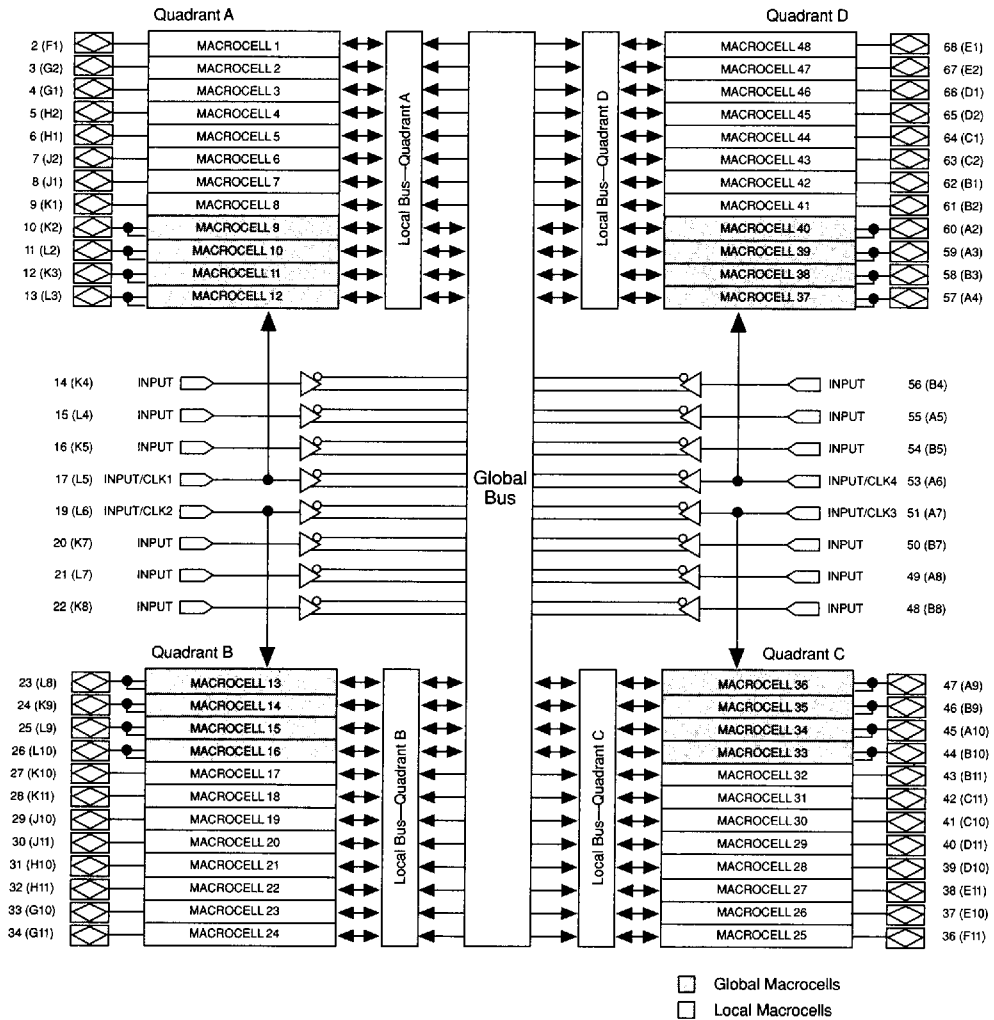 Quadrant A Quadrant D
2 (F1) MACROCELL 1 MACROCELL 48 68 (E1)
3 (G2) MACROCELL 2 MACROCELL 47 67 (E2)
4 (G1) MACROCELL 3 MACROCELL 46 66 (D1)
5 (H2) MACROCELL 4 MACROCELL 45 65 (D2)
6 (H1) MACROCELL 5 MACROCELL 44 64 (C1)
7 (J2) MACROCELL 6 MACROCELL 43 63 (C2)
8 (J1) MACROCELL 7 MACROCELL 42 62 (B1)
9 (K1) MACROCELL 8 MACROCELL 41 61 (B2)
10 (K2) MACROCELL 9 MACROCELL 40 60 (A2)
11 (L2) MACROCELL 10 MACROCELL 39 59 (A3)
12 (K3) MACROCELL 11 MACROCELL 38 58 (B3)
13 (L3) MACROCELL 12 MACROCELL 37 57 (A4)
Local Bus—Quadrant A
Local Bus—Quadrant D
14 (K4) INPUT INPUT 56 (B4)
15 (L4) INPUT INPUT 55 (A5)
16 (K5) INPUT INPUT 54 (B5)
17 (L5) INPUT/CLK1 INPUT/CLK4 53 (A6)
Global
Bus
19 (L6) INPUT/CLK2 INPUT/CLK3 51 (A7)
20 (K7) INPUT INPUT 50 (B7)
21 (L7) INPUT INPUT 49 (A8)
22 (K8) INPUT INPUT 48 (B8)
Quadrant B Quadrant C
23 (L8) MACROCELL 13 MACROCELL 36 47 (A9)
24 (K9) MACROCELL 14 MACROCELL 35 46 (B9)
25 (L9) MACROCELL 15 MACROCELL 34 45 (A10)
26 (L10) MACROCELL 16 MACROCELL 33 44 (B10)
27 (K10) MACROCELL 17 MACROCELL 32 43 (B11)
28 (K11) MACROCELL 18 MACROCELL 31 42 (C11)
29 (J10) MACROCELL 19 MACROCELL 30 41 (C10)
30 (J11) MACROCELL 20 MACROCELL 29 40 (D11)
31 (H10) MACROCELL 21 MACROCELL 28 39 (D10)
32 (H11) MACROCELL 22 MACROCELL 27 38 (E11)
33 (G10) MACROCELL 23 MACROCELL 26 37 (E10)
34 (G11) MACROCELL 24 MACROCELL 25 36 (F11)
Local Bus—Quadrant B
Local Bus—Quadrant C
Global Macrocells
Local Macrocells